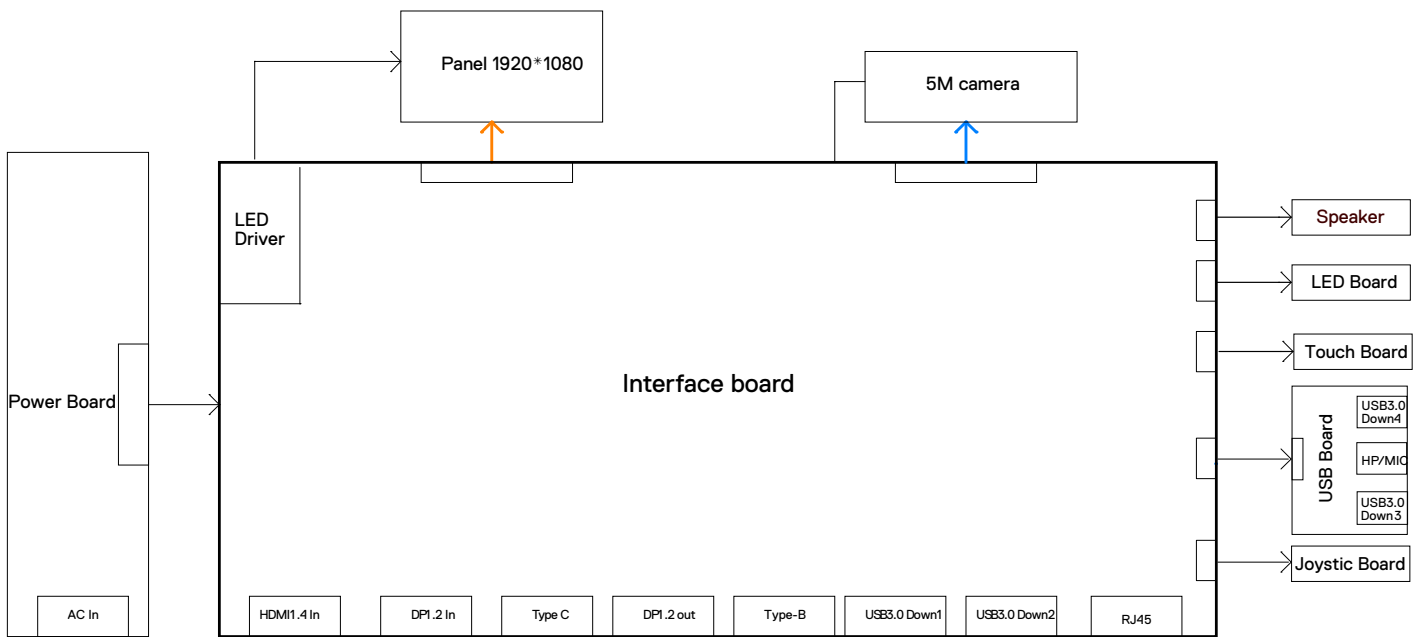 Panel 1920*1080
5M camera
LED
Driver
Speaker
LED Board
Touch Board
Interface board
Power Board
USB Board
USB3.0
Down4
HP/MIC
USB3.0
Down3
Joystic Board
AC In
HDMI1.4 In
DP1.2 In
Type C
DP1.2 out
Type-B
USB3.0 Down1
USB3.0 Down2
RJ45